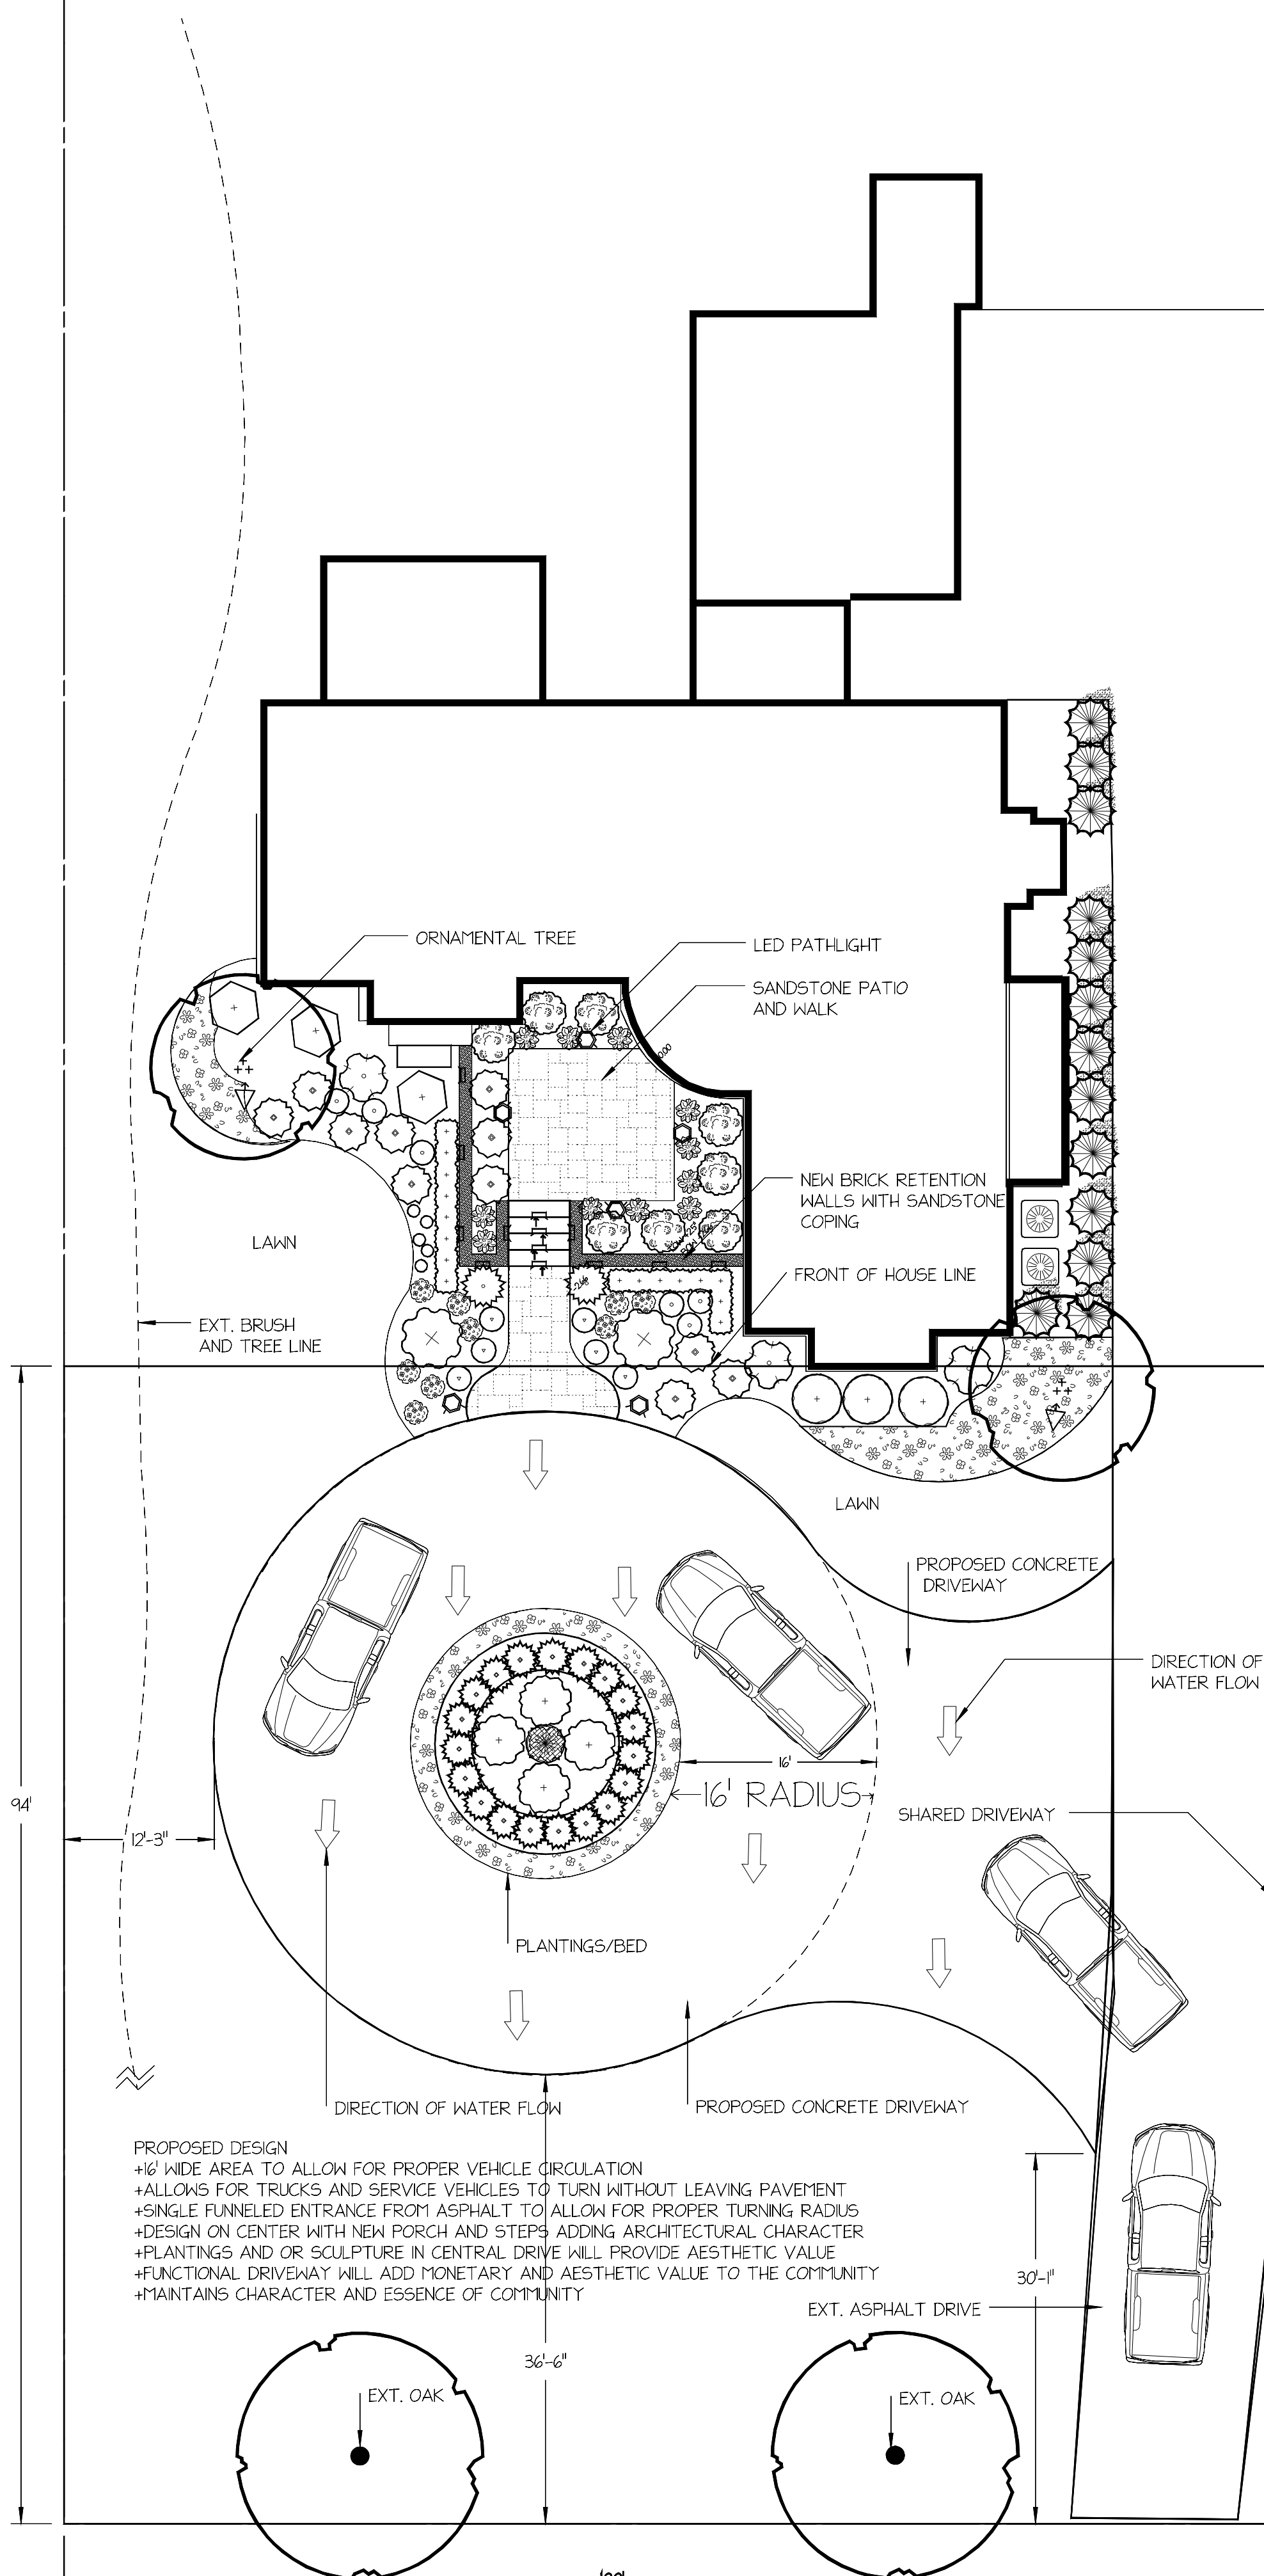 ORNAMENTAL TREE
LED PATHLIGHT
SANDSTONE PATIO
AND WALK
NEW BRICK RETENTION
WALLS WITH SANDSTONE
COPING
LAWN
FRONT OF HOUSE LINE
EXT. BRUSH
AND TREE LINE
LAWN
PROPOSED CONCRETE
DRIVEWAY
DIRECTION OF
WATER FLOW
16'
16' RADIUS
94'
12'-3"
SHARED DRIVEWAY
PLANTINGS/BED
DIRECTION OF WATER FLOW
PROPOSED CONCRETE DRIVEWAY
PROPOSED DESIGN
+16' WIDE AREA TO ALLOW FOR PROPER VEHICLE CIRCULATION
+ALLOWS FOR TRUCKS AND SERVICE VEHICLES TO TURN WITHOUT LEAVING PAVEMENT
+SINGLE FUNNELED ENTRANCE FROM ASPHALT TO ALLOW FOR PROPER TURNING RADIUS
+DESIGN ON CENTER WITH NEW PORCH AND STEPS ADDING ARCHITECTURAL CHARACTER
+PLANTINGS AND OR SCULPTURE IN CENTRAL DRIVE WILL PROVIDE AESTHETIC VALUE
+FUNCTIONAL DRIVEWAY WILL ADD MONETARY AND AESTHETIC VALUE TO THE COMMUNITY
+MAINTAINS CHARACTER AND ESSENCE OF COMMUNITY
30'-1"
EXT. ASPHALT DRIVE
36'-6"
EXT. OAK
EXT. OAK